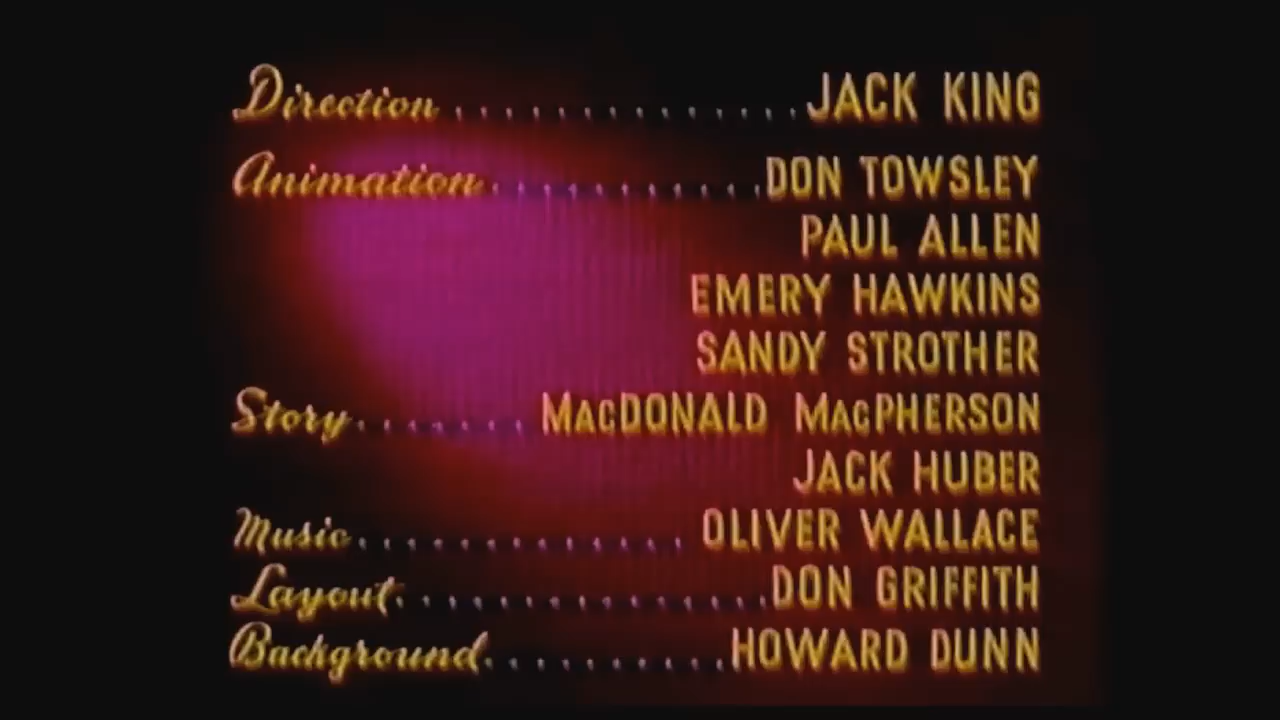 Direction..............JACK KING
Animation...........DON TOWSLEY
PAUL ALLEN
EMERY HAWKINS
SANDY STROTHER
Story.......MacDONALD MacPHERSON
JACK HUBER
Music.............OLIVER WALLACE
Layout..............DON GRIFFITH
Background..........HOWARD DUNN